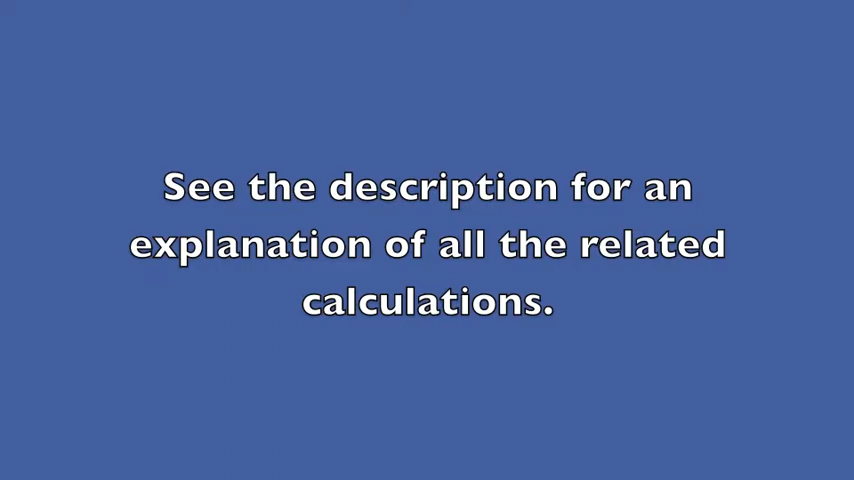 See the description for an
explanation of all the related
calculations.